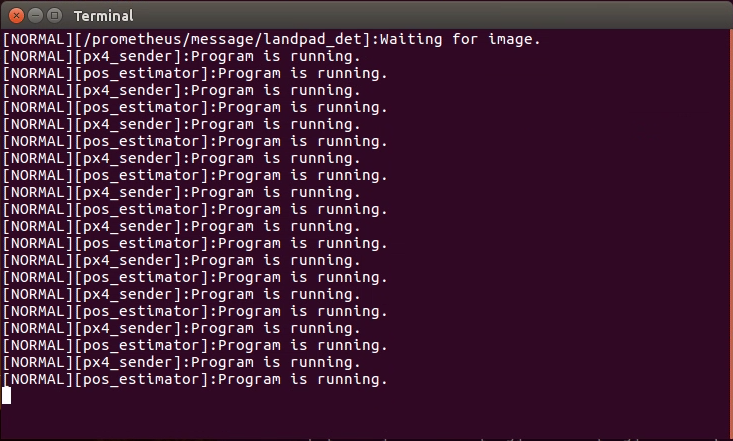 Terminal
[NORMAL][/prometheus/message/landpad_det]:Waiting for image.
[NORMAL][px4_sender]:Program is running.
[NORMAL][pos_estimator]:Program is running.
[NORMAL][px4_sender]:Program is running.
[NORMAL][pos_estimator]:Program is running.
[NORMAL][px4_sender]:Program is running.
[NORMAL][pos_estimator]:Program is running.
[NORMAL][px4_sender]:Program is running.
[NORMAL][pos_estimator]:Program is running.
[NORMAL][px4_sender]:Program is running.
[NORMAL][pos_estimator]:Program is running.
[NORMAL][px4_sender]:Program is running.
[NORMAL][pos_estimator]:Program is running.
[NORMAL][px4_sender]:Program is running.
[NORMAL][pos_estimator]:Program is running.
[NORMAL][px4_sender]:Program is running.
[NORMAL][pos_estimator]:Program is running.
[NORMAL][px4_sender]:Program is running.
[NORMAL][pos_estimator]:Program is running.
[NORMAL][px4_sender]:Program is running.
[NORMAL][pos_estimator]:Program is running.